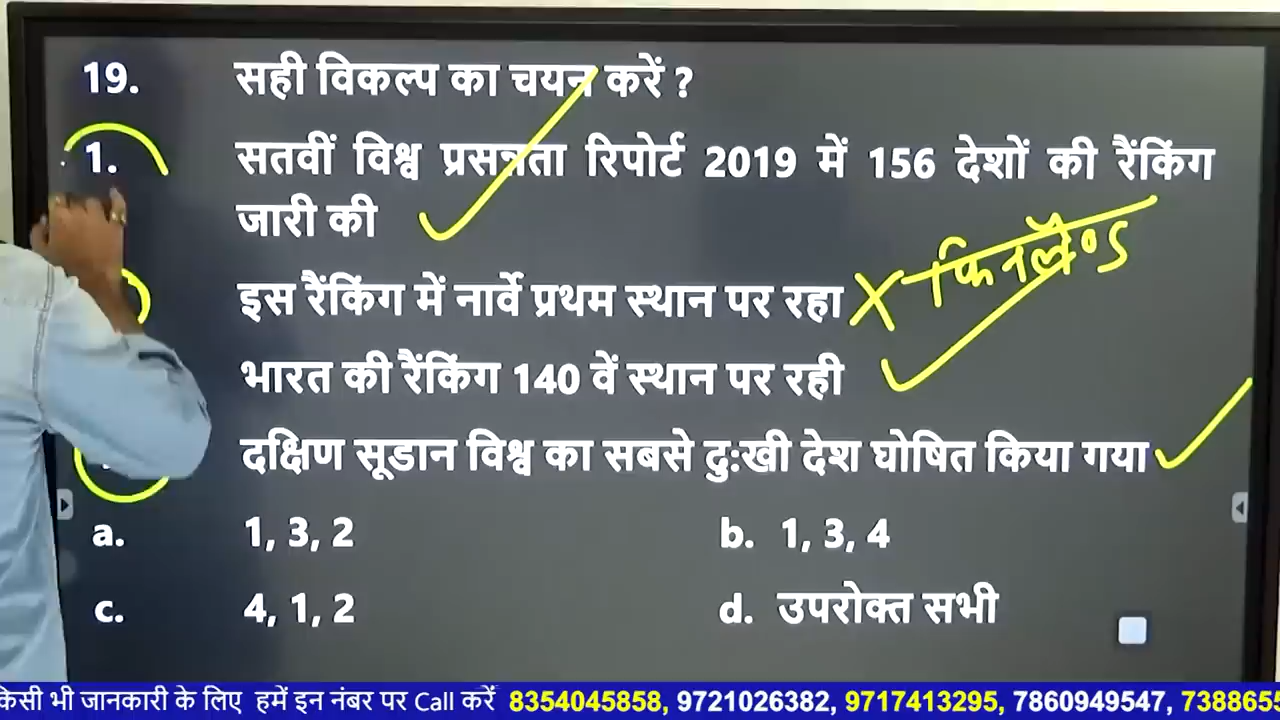 19. सही विकल्प का चयन करें ?
1. सतवीं विश्व प्रसन्नता रिपोर्ट 2019 में 156 देशों की रैंकिंग
जारी की
इस रैंकिंग में नार्वे प्रथम स्थान पर रहा X फिनलैण्ड
भारत की रैंकिंग 140 वें स्थान पर रही
दक्षिण सूडान विश्व का सबसे दुःखी देश घोषित किया गया
a. 1, 3, 2 b. 1, 3, 4
c. 4, 1, 2 d. उपरोक्त सभी
किसी भी जानकारी के लिए हमें इन नंबर पर Call करें 8354045858, 9721026382, 9717413295, 7860949547, 7388655